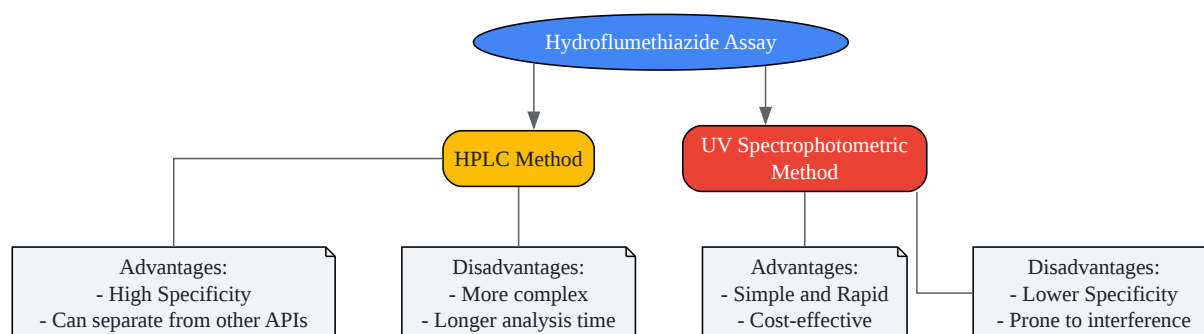 Hydroflumethiazide Assay
HPLC Method
UV Spectrophotometric
Method
Advantages:
- High Specificity
- Can separate from other APIs
Disadvantages:
- More complex
- Longer analysis time
Advantages:
- Simple and Rapid
- Cost-effective
Disadvantages:
- Lower Specificity
- Prone to interference